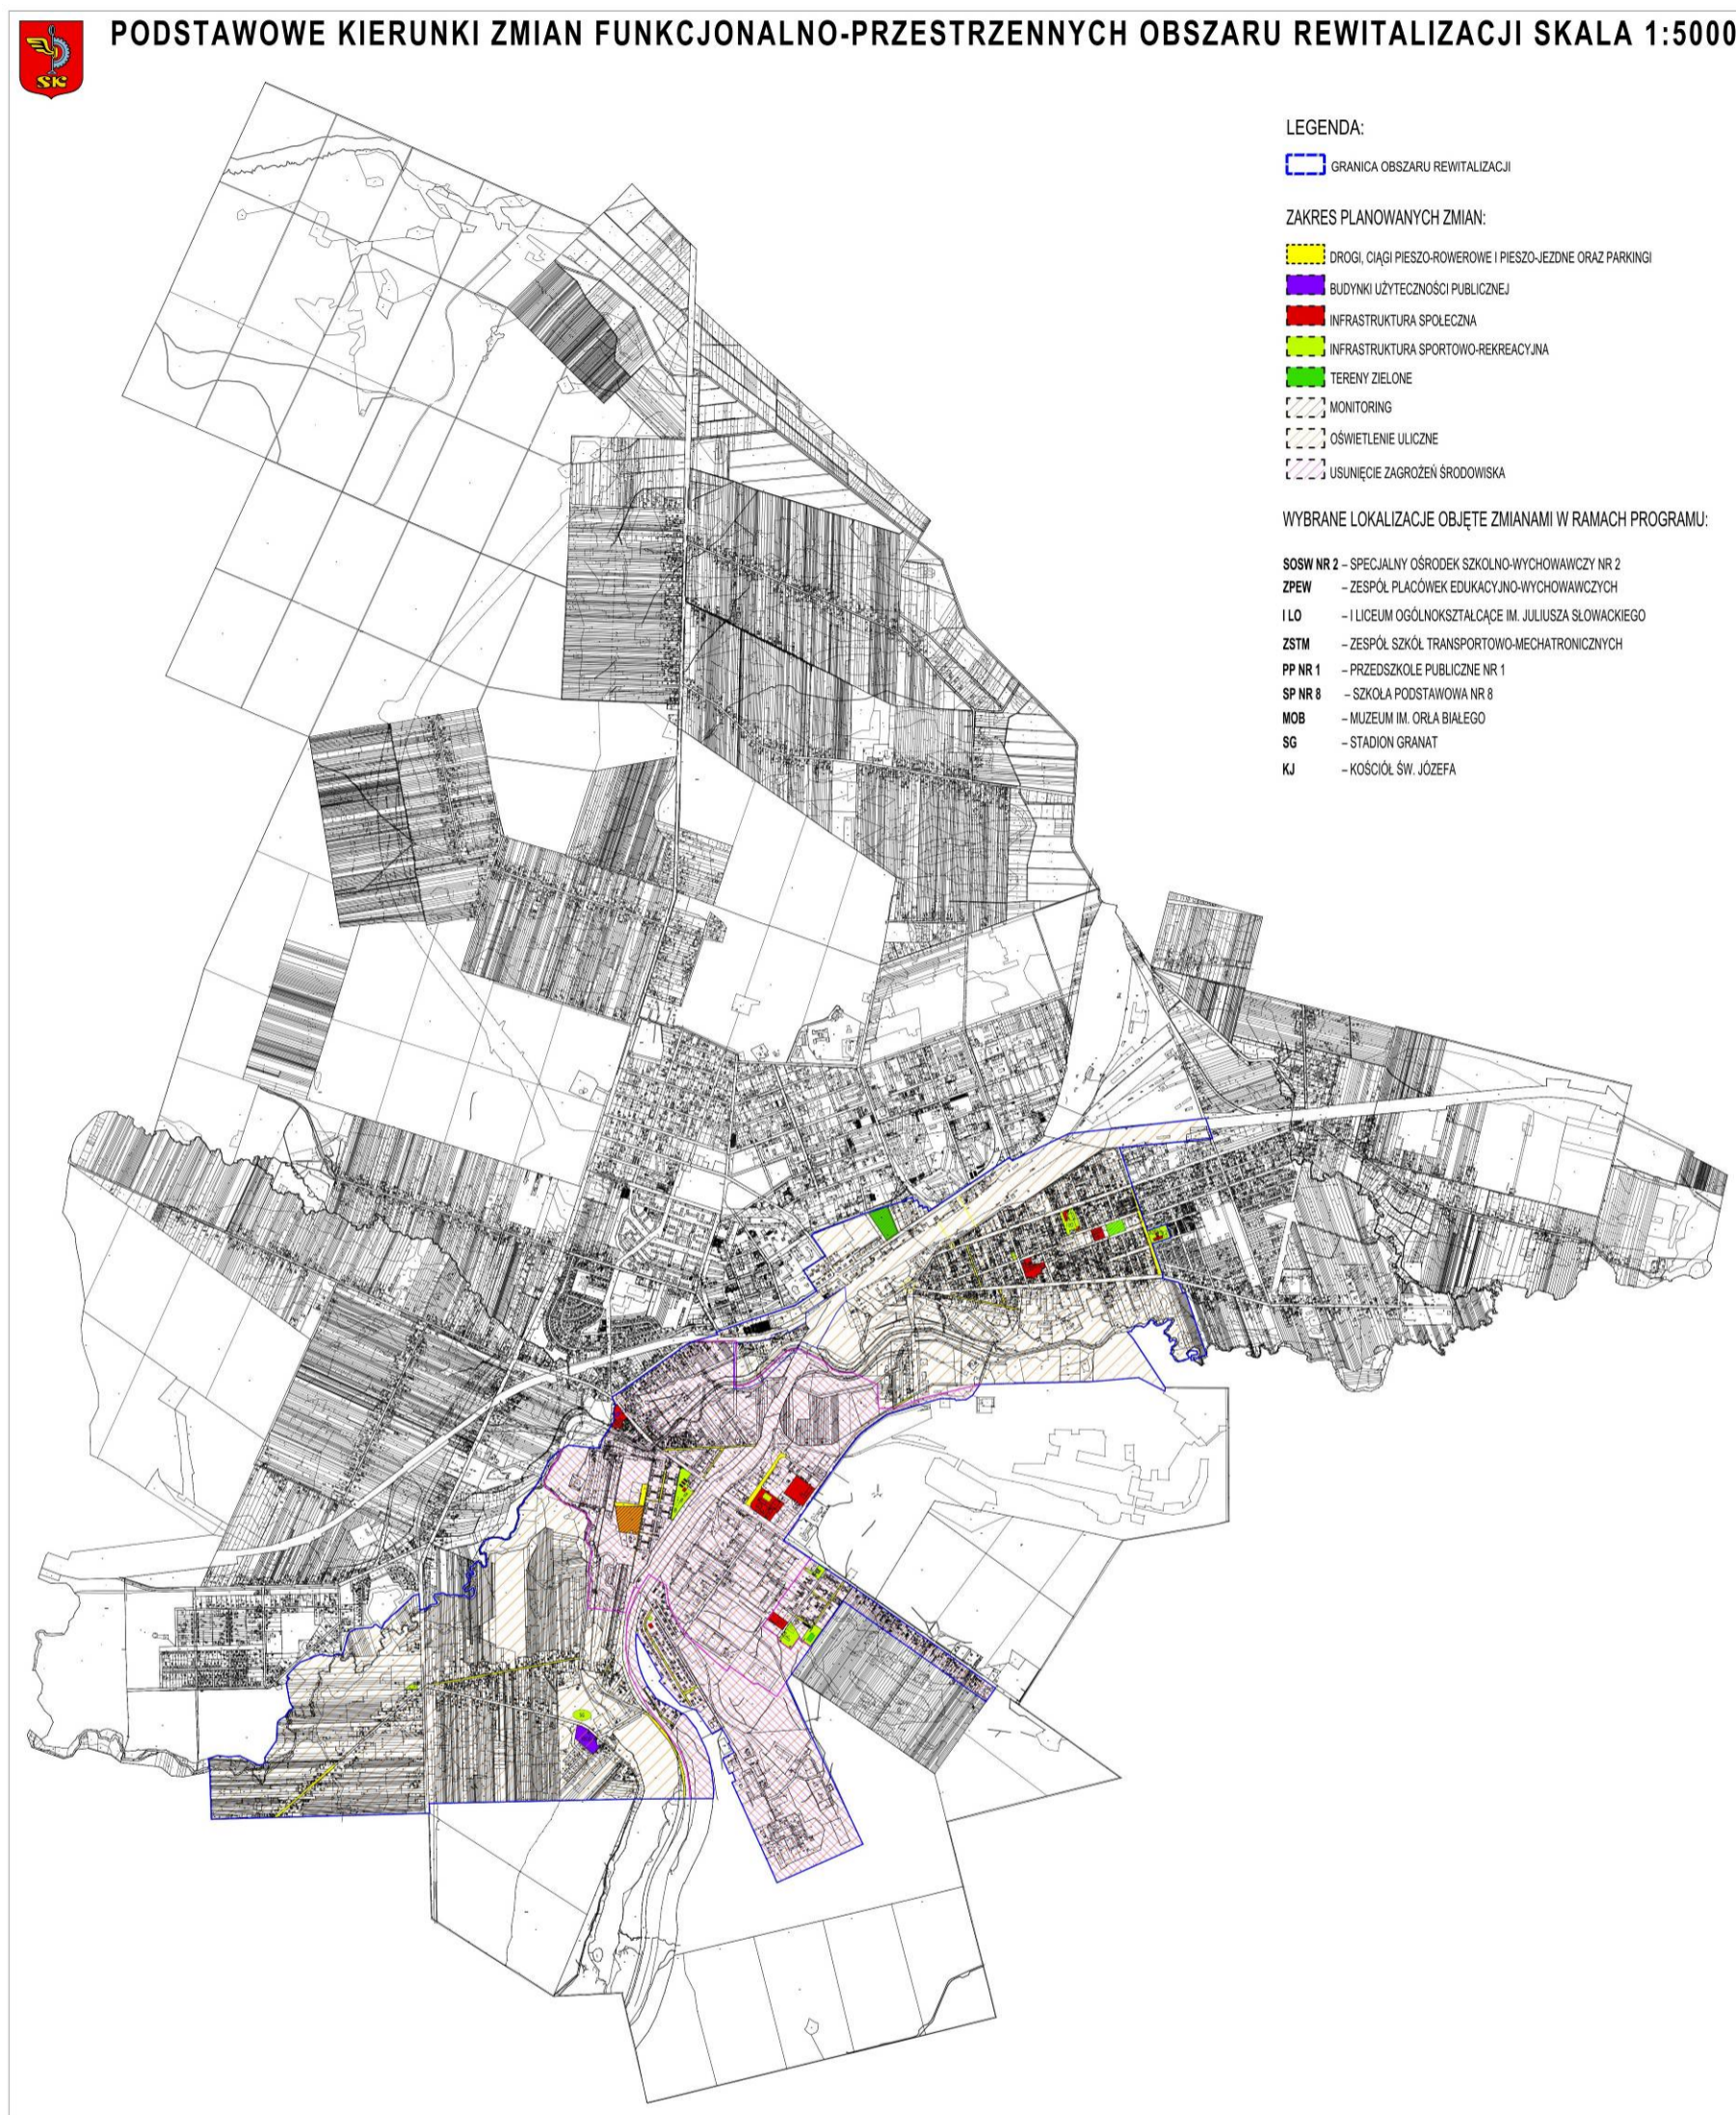 PODSTAWOWE KIERUNKI ZMIAN FUNKCJONALNO-PRZESTRZENNYCH OBSZARU REWITALIZACJI SKALA 1:5000
SK
LEGENDA:
GRANICA OBSZARU REWITALIZACJI
ZAKRES PLANOWANYCH ZMIAN:
DROGI, CIĄGI PIESZO-ROWEROWE I PIESZO-JEZDNE ORAZ PARKINGI
BUDYNKI UŻYTECZNOŚCI PUBLICZNEJ
INFRASTRUKTURA SPOŁECZNA
INFRASTRUKTURA SPORTOWO-REKREACYJNA
TERENY ZIELONE
MONITORING
OŚWIETLENIE ULICZNE
USUNIĘCIE ZAGROŻEŃ ŚRODOWISKA
WYBRANE LOKALIZACJE OBJĘTE ZMIANAMI W RAMACH PROGRAMU:
SOSW NR 2 – SPECJALNY OŚRODEK SZKOLNO-WYCHOWAWCZY NR 2
ZPEW – ZESPÓŁ PLACÓWEK EDUKACYJNO-WYCHOWAWCZYCH
I LO – I LICEUM OGÓLNOKSZTAŁCĄCE IM. JULIUSZA SŁOWACKIEGO
ZSTM – ZESPÓŁ SZKÓŁ TRANSPORTOWO-MECHATRONICZNYCH
PP NR 1 – PRZEDSZKOLE PUBLICZNE NR 1
SP NR 8 – SZKOŁA PODSTAWOWA NR 8
MOB – MUZEUM IM. ORŁA BIAŁEGO
SG – STADION GRANAT
KJ – KOŚCIÓŁ ŚW. JÓZEFA